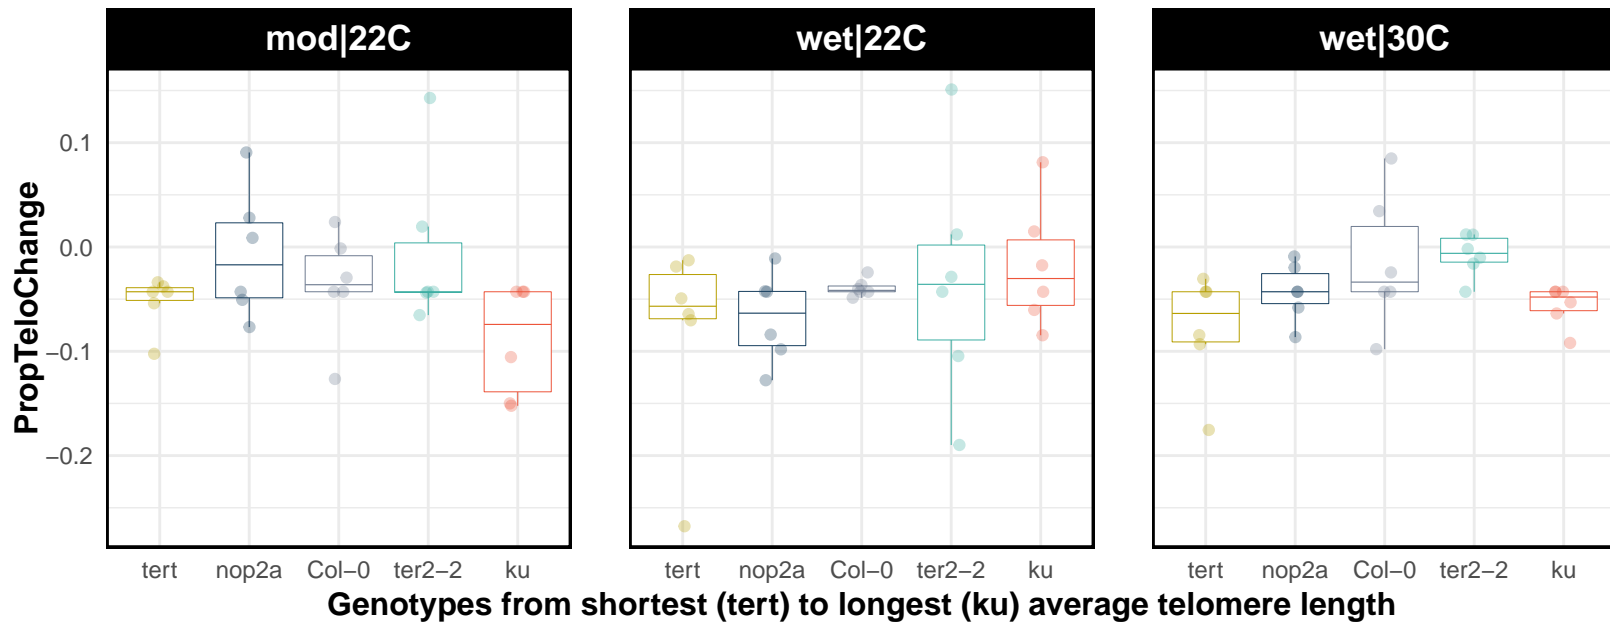 mod|22C wet|22C wet|30C
PropTeloChange
0.1
0.0
−0.1
−0.2
tert nop2a Col−0 ter2−2 ku tert nop2a Col−0 ter2−2 ku tert nop2a Col−0 ter2−2 ku
Genotypes from shortest (tert) to longest (ku) average telomere length